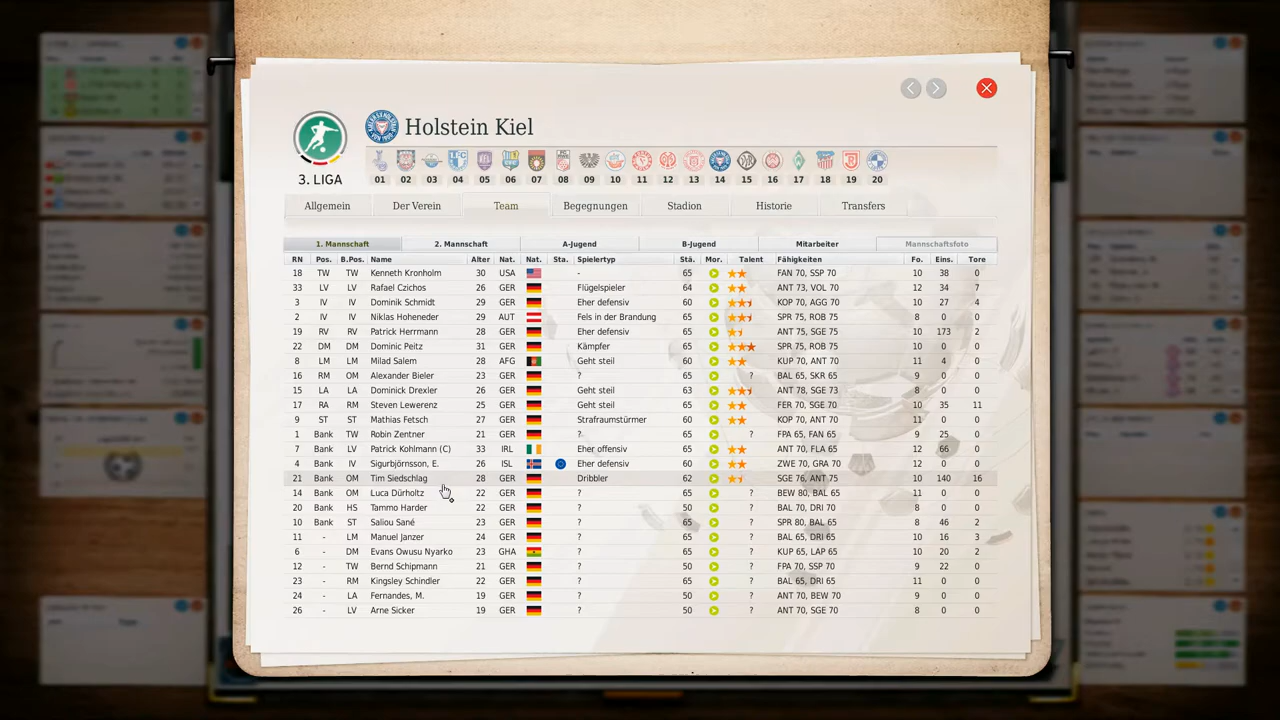 Holstein Kiel
3. LIGA
01 02 03 04 05 06 07 08 09 10 11 12 13 14 15 16 17 18 19 20
Allgemein Der Verein Team Begegnungen Stadion Historie Transfers
1. Mannschaft 2. Mannschaft A-Jugend B-Jugend Mitarbeiter Mannschaftsfoto
RN Pos. B.Pos. Name Alter Nat. Nat. Sta. Spielertyp Stä. Mor. Talent Fähigkeiten Fo. Eins. Tore
18 TW TW Kenneth Kronholm 30 USA - 65 FAN 70, SSP 70 10 38 0
33 LV LV Rafael Czichos 26 GER Flügelspieler 64 ANT 73, VOL 70 12 34 7
3 IV IV Dominik Schmidt 29 GER Eher defensiv 60 KOP 70, AGG 70 10 27 4
2 IV IV Niklas Hoheneder 29 AUT Fels in der Brandung 65 SPR 75, ROB 75 8 0 0
19 RV RV Patrick Herrmann 28 GER Eher defensiv 65 ANT 75, SGE 75 10 173 2
22 DM DM Dominic Peitz 31 GER Kämpfer 65 SPR 75, ROB 75 10 0 0
8 LM LM Milad Salem 28 AFG Geht steil 60 KUP 70, ANT 70 11 4 0
16 RM OM Alexander Bieler 23 GER ? 65 ? BAL 65, SKR 65 9 0 0
15 LA LA Dominick Drexler 26 GER Geht steil 63 ANT 78, SGE 73 8 0 0
17 RA RM Steven Lewerenz 25 GER Geht steil 65 FER 70, SGE 70 10 35 11
9 ST ST Mathias Fetsch 27 GER Strafraumstürmer 60 KOP 70, ANT 70 10 0 0
1 Bank TW Robin Zentner 21 GER ? 65 ? FPA 65, FAN 65 9 25 0
7 Bank LV Patrick Kohlmann (C) 33 IRL Eher offensiv 60 ANT 70, FLA 65 12 66 0
4 Bank IV Sigurbjörnsson, E. 26 ISL Eher defensiv 60 ZWE 70, GRA 70 12 0 0
21 Bank OM Tim Siedschlag 28 GER Dribbler 62 SGE 76, ANT 75 10 140 16
14 Bank OM Luca Dürholtz 22 GER ? 65 ? BEW 80, BAL 65 11 0 0
20 Bank HS Tammo Harder 22 GER ? 65 ? BAL 70, DRI 70 8 0 0
10 Bank ST Saliou Sané 23 GER ? 65 ? SPR 80, BAL 65 8 46 2
11 - LM Manuel Janzer 24 GER ? 65 ? BAL 65, DRI 65 10 16 3
6 - DM Evans Owusu Nyarko 23 GHA ? 65 ? KUP 65, LAP 65 10 20 2
12 - TW Bernd Schipmann 21 GER ? 50 ? FPA 70, SSP 70 9 22 0
23 - RM Kingsley Schindler 22 GER ? 65 ? BAL 65, DRI 65 11 0 0
24 - LA Fernandes, M. 19 GER ? 50 ? ANT 70, BEW 70 9 0 0
26 - LV Arne Sicker 19 GER ? 50 ? ANT 70, SGE 70 8 0 0